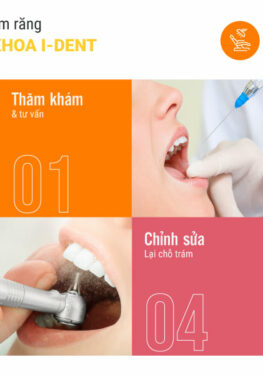 m răng
KHOA I-DENT
Thăm khám
& tư vấn
01
Chỉnh sửa
Lại chỗ trám
04